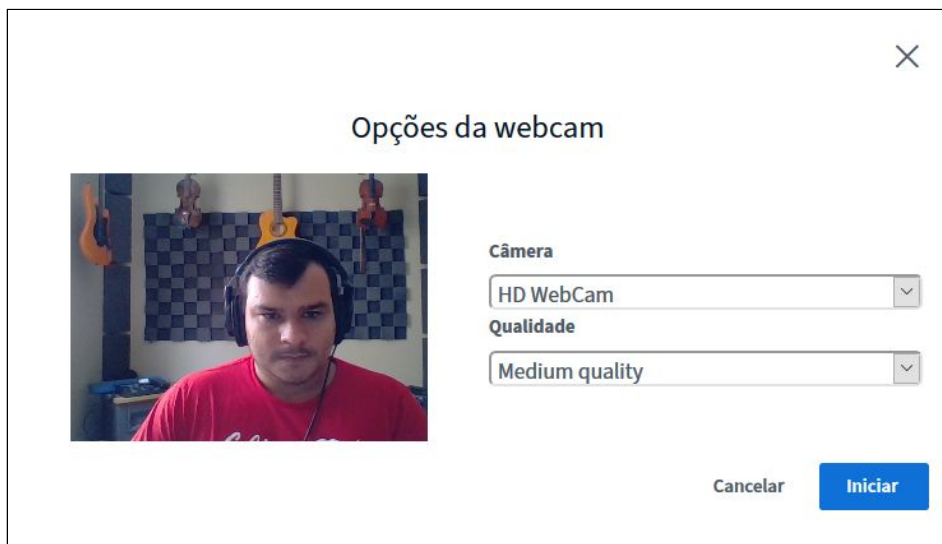 Opções da webcam
Câmera
HD WebCam
Qualidade
Medium quality
Cancelar
Iniciar